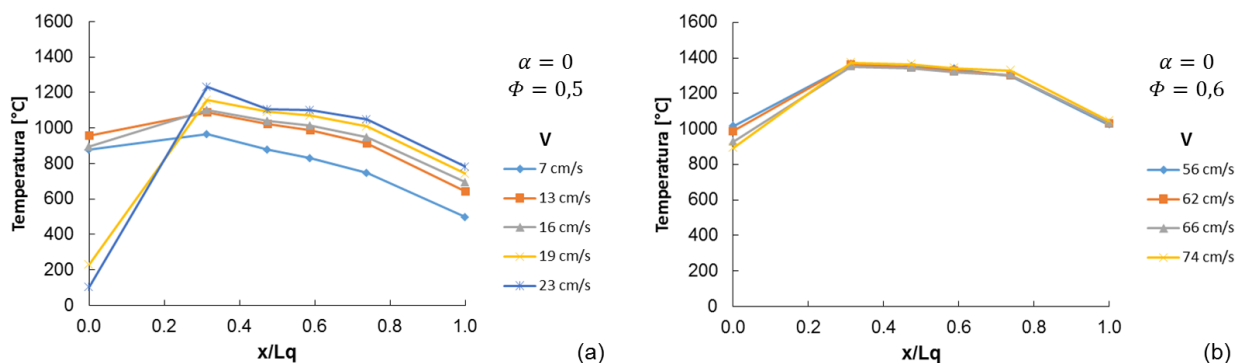 1600
1400
1200
1000
800
600
400
200
0
Temperatura [°C]
0.0 0.2 0.4 0.6 0.8 1.0
x/Lq
α = 0
Φ = 0,5
V
7 cm/s
13 cm/s
16 cm/s
19 cm/s
23 cm/s
(a)
1600
1400
1200
1000
800
600
400
200
0
Temperatura [°C]
0.0 0.2 0.4 0.6 0.8 1.0
x/Lq
α = 0
Φ = 0,6
V
56 cm/s
62 cm/s
66 cm/s
74 cm/s
(b)